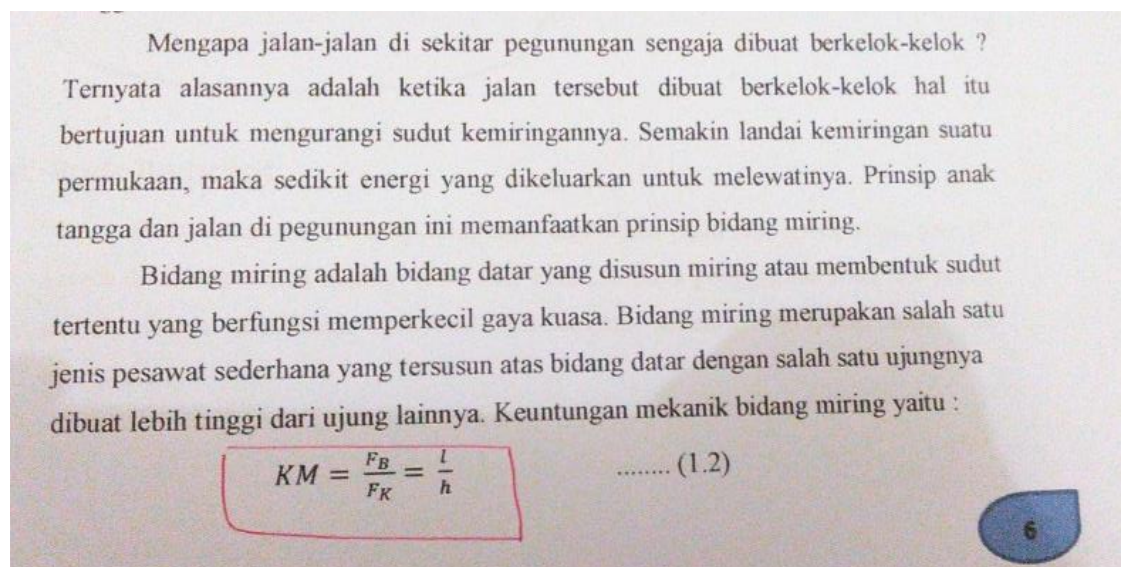 Mengapa jalan-jalan di sekitar pegunungan sengaja dibuat berkelok-kelok ?
Ternyata alasannya adalah ketika jalan tersebut dibuat berkelok-kelok hal itu
bertujuan untuk mengurangi sudut kemiringannya. Semakin landai kemiringan suatu
permukaan, maka sedikit energi yang dikeluarkan untuk melewatinya. Prinsip anak
tangga dan jalan di pegunungan ini memanfaatkan prinsip bidang miring.
Bidang miring adalah bidang datar yang disusun miring atau membentuk sudut
tertentu yang berfungsi memperkecil gaya kuasa. Bidang miring merupakan salah satu
jenis pesawat sederhana yang tersusun atas bidang datar dengan salah satu ujungnya
dibuat lebih tinggi dari ujung lainnya. Keuntungan mekanik bidang miring yaitu :
KM = F_B/F_K = l/h ........ (1.2)
6